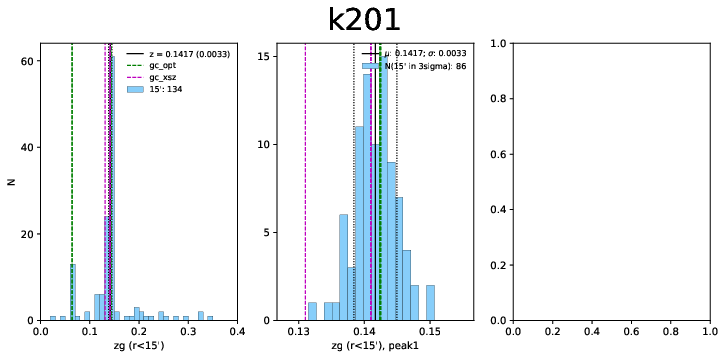 k201
z = 0.1417 (0.0033)
gc_opt
gc_xsz
15': 134
N
60
40
20
0
0.0 0.1 0.2 0.3 0.4
zg (r<15')
μ: 0.1417; σ: 0.0033
N(15' in 3sigma): 86
15
10
5
0
0.13 0.14 0.15
zg (r<15'), peak1
1.0
0.8
0.6
0.4
0.2
0.0
0.0 0.2 0.4 0.6 0.8 1.0